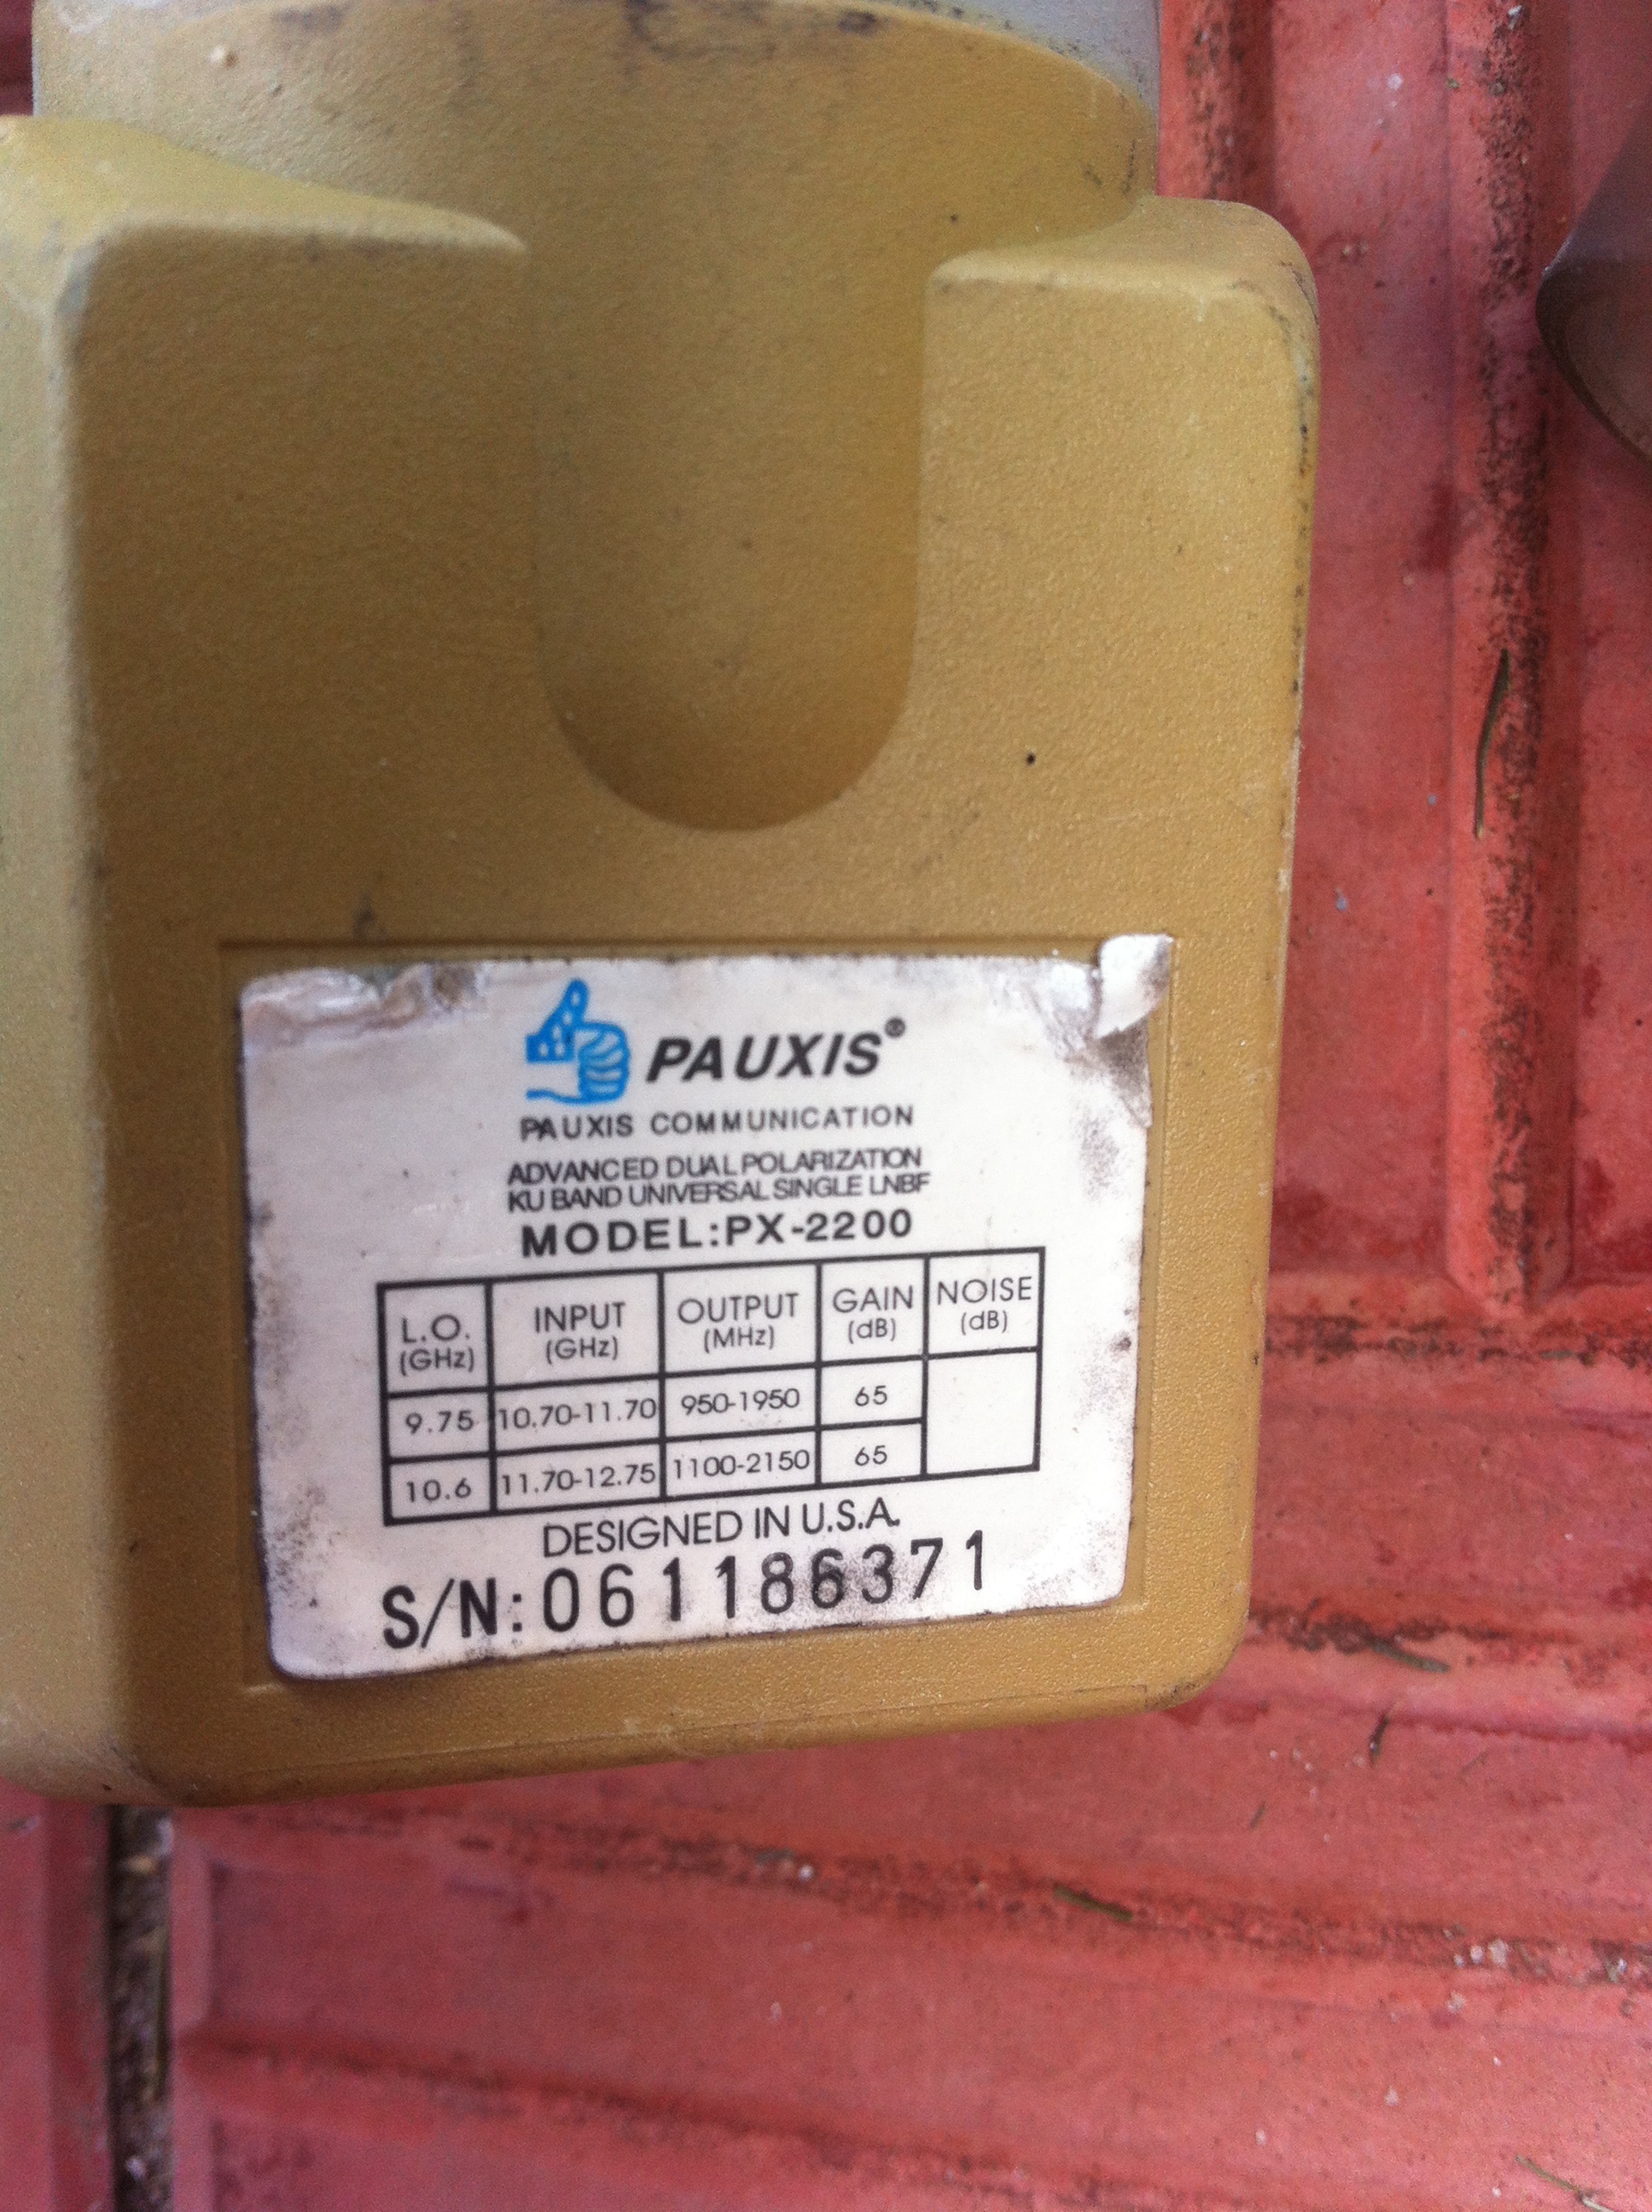 PAUXIS®
PAUXIS COMMUNICATION
ADVANCED DUAL POLARIZATION
KU BAND UNIVERSAL SINGLE LNBF
MODEL:PX-2200
L.O. (GHz) INPUT (GHz) OUTPUT (MHz) GAIN (dB) NOISE (dB)
9.75 10.70-11.70 950-1950 65
10.6 11.70-12.75 1100-2150 65
DESIGNED IN U.S.A.
S/N:061186371